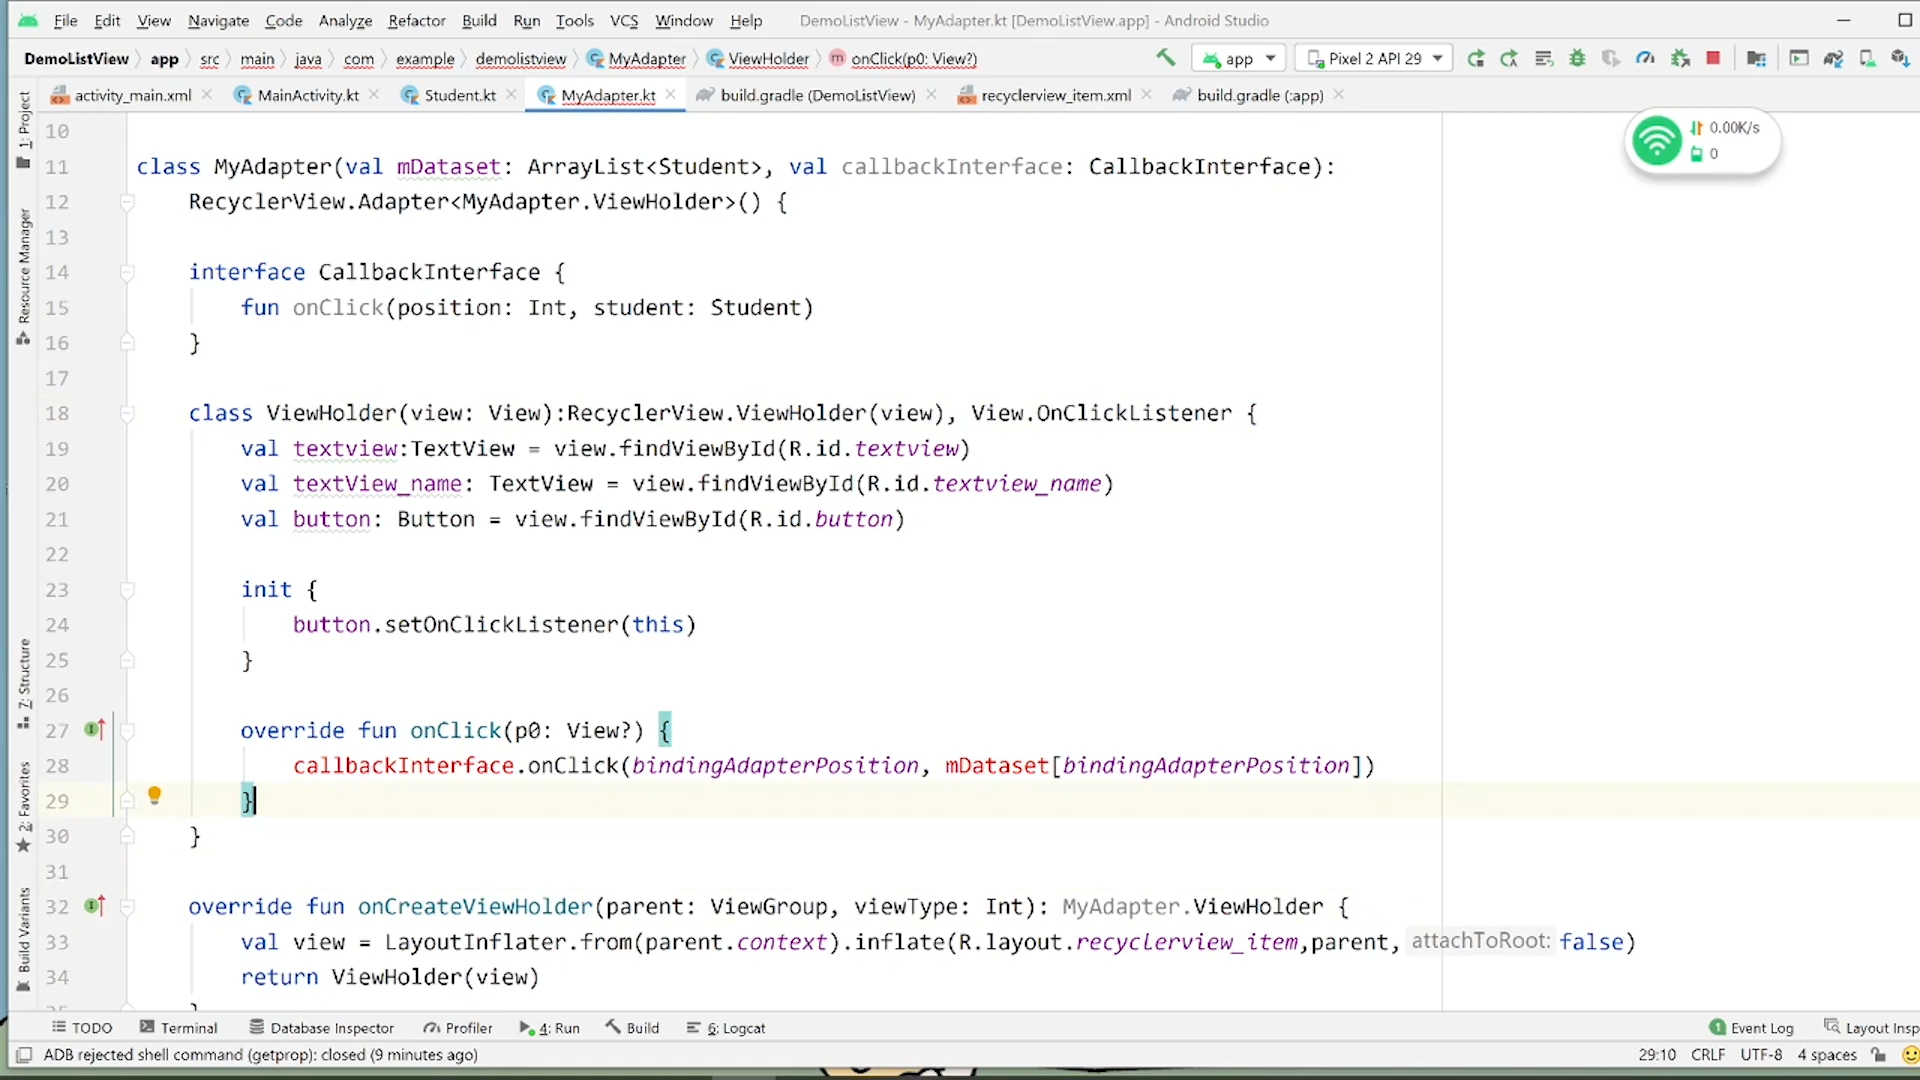 File Edit View Navigate Code Analyze Refactor Build Run Tools VCS Window Help DemoListView - MyAdapter.kt [DemoListView.app] - Android Studio
DemoListView app src main java com example demolistview MyAdapter ViewHolder onClick(p0: View?) app Pixel 2 API 29
activity_main.xml MainActivity.kt Student.kt MyAdapter.kt build.gradle (DemoListView) recyclerview_item.xml build.gradle (:app)
0.00K/s
0
1: Project
Resource Manager
7: Structure
2: Favorites
Build Variants
10
11 class MyAdapter(val mDataset: ArrayList<Student>, val callbackInterface: CallbackInterface):
12 RecyclerView.Adapter<MyAdapter.ViewHolder>() {
13
14 interface CallbackInterface {
15 fun onClick(position: Int, student: Student)
16 }
17
18 class ViewHolder(view: View):RecyclerView.ViewHolder(view), View.OnClickListener {
19 val textview:TextView = view.findViewById(R.id.textview)
20 val textView_name: TextView = view.findViewById(R.id.textview_name)
21 val button: Button = view.findViewById(R.id.button)
22
23 init {
24 button.setOnClickListener(this)
25 }
26
27 override fun onClick(p0: View?) {
28 callbackInterface.onClick(bindingAdapterPosition, mDataset[bindingAdapterPosition])
29 }
30 }
31
32 override fun onCreateViewHolder(parent: ViewGroup, viewType: Int): MyAdapter.ViewHolder {
33 val view = LayoutInflater.from(parent.context).inflate(R.layout.recyclerview_item,parent, attachToRoot: false)
34 return ViewHolder(view)
TODO Terminal Database Inspector Profiler 4: Run Build 6: Logcat 1 Event Log Layout Insp
ADB rejected shell command (getprop): closed (9 minutes ago) 29:10 CRLF UTF-8 4 spaces